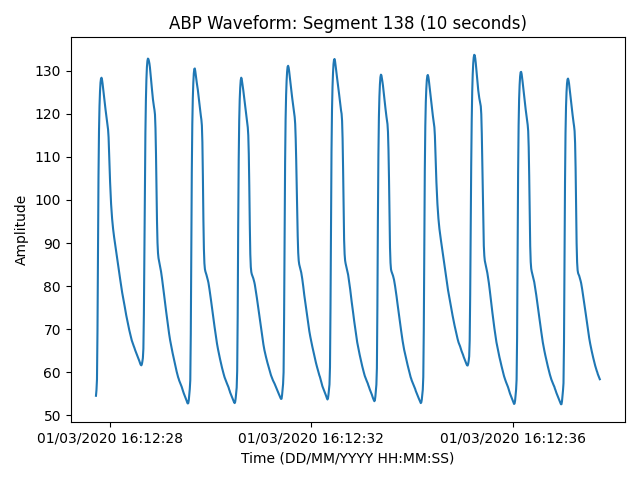 ABP Waveform: Segment 138 (10 seconds)
Amplitude
130
120
110
100
90
80
70
60
50
01/03/2020 16:12:28 01/03/2020 16:12:32 01/03/2020 16:12:36
Time (DD/MM/YYYY HH:MM:SS)